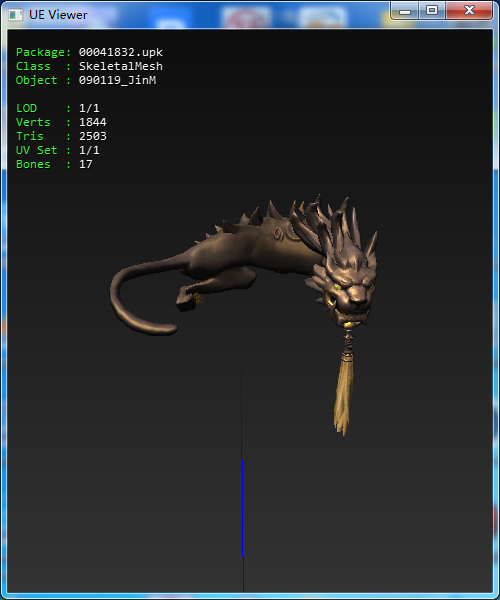 UE Viewer
Package: 00041832.upk
Class : SkeletalMesh
Object : 090119_JinM
LOD : 1/1
Verts : 1844
Tris : 2503
UV Set : 1/1
Bones : 17